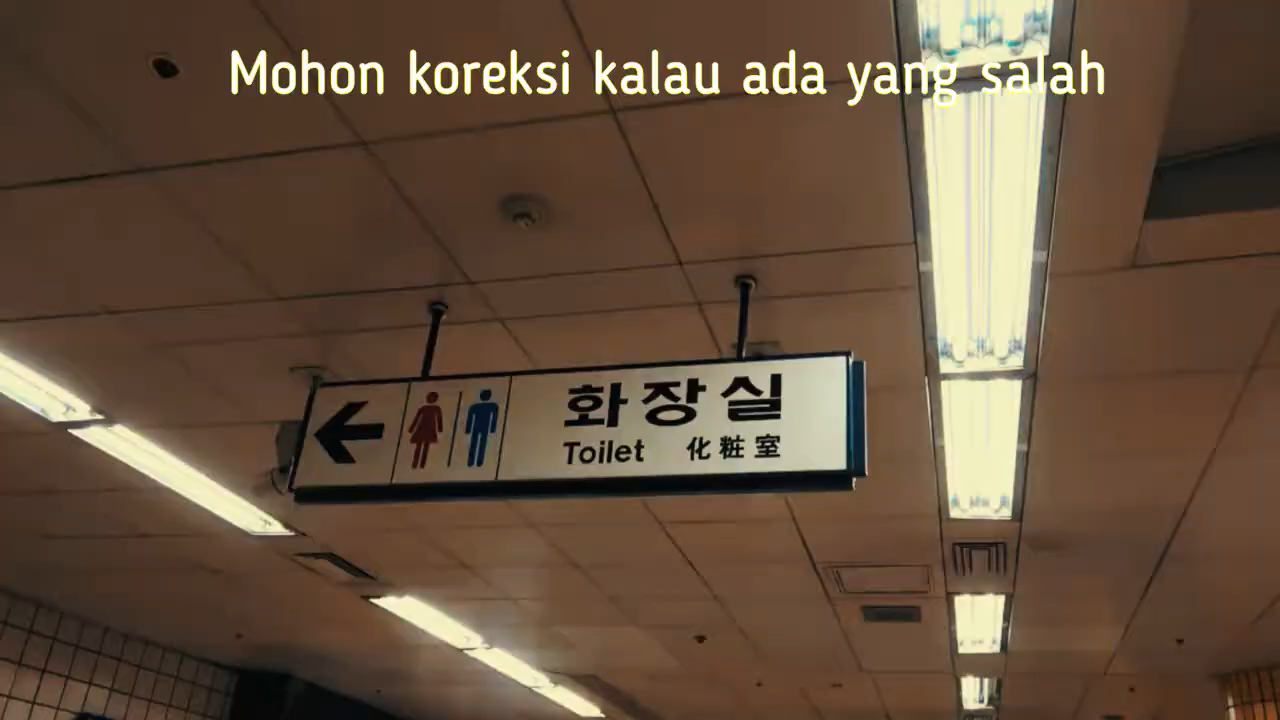 Mohon koreksi kalau ada yang salah
화장실
Toilet 化粧室